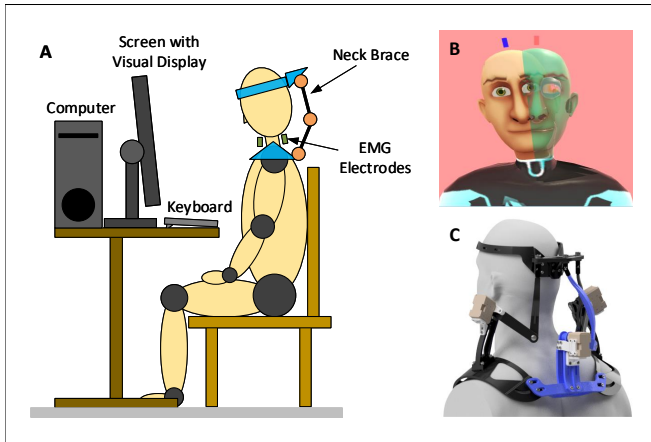 A
Screen with
Visual Display
Computer
Keyboard
Neck Brace
EMG
Electrodes
B
C